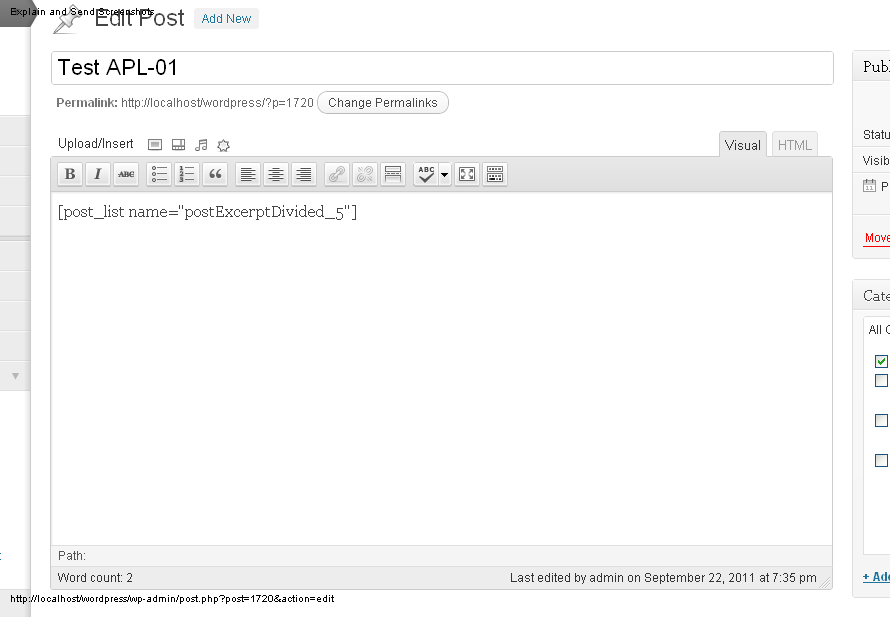 Explain and Send Screenshots
Edit Post Add New
Test APL-01
Permalink: http://localhost/wordpress/?p=1720 Change Permalinks
Upload/Insert
Visual HTML
B I ABC ABC
[post_list name="postExcerptDivided_5"]
Path:
Word count: 2 Last edited by admin on September 22, 2011 at 7:35 pm
Publ
Statu
Visib
P
Move
Cate
All C
+ Add
http://localhost/wordpress/wp-admin/post.php?post=1720&action=edit